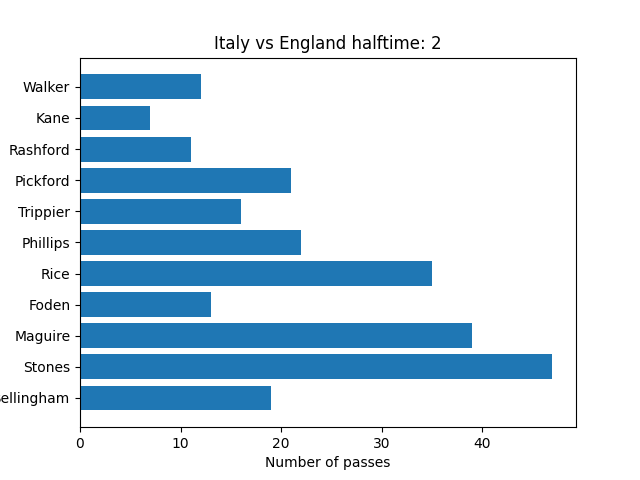 Italy vs England halftime: 2
Walker
Kane
Rashford
Pickford
Trippier
Phillips
Rice
Foden
Maguire
Stones
ellingham
0 10 20 30 40
Number of passes